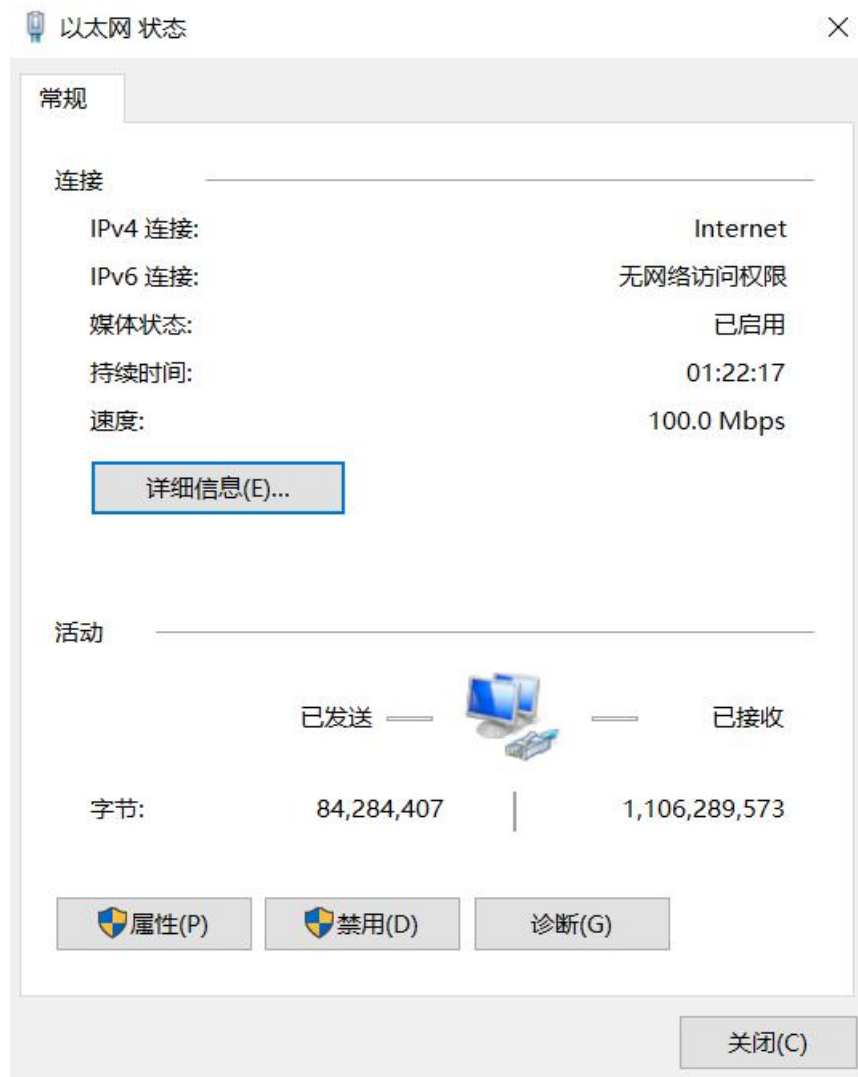 以太网 状态
常规
连接
IPv4 连接: Internet
IPv6 连接: 无网络访问权限
媒体状态: 已启用
持续时间: 01:22:17
速度: 100.0 Mbps
详细信息(E)...
活动
已发送 已接收
字节: 84,284,407 1,106,289,573
属性(P) 禁用(D) 诊断(G)
关闭(C)